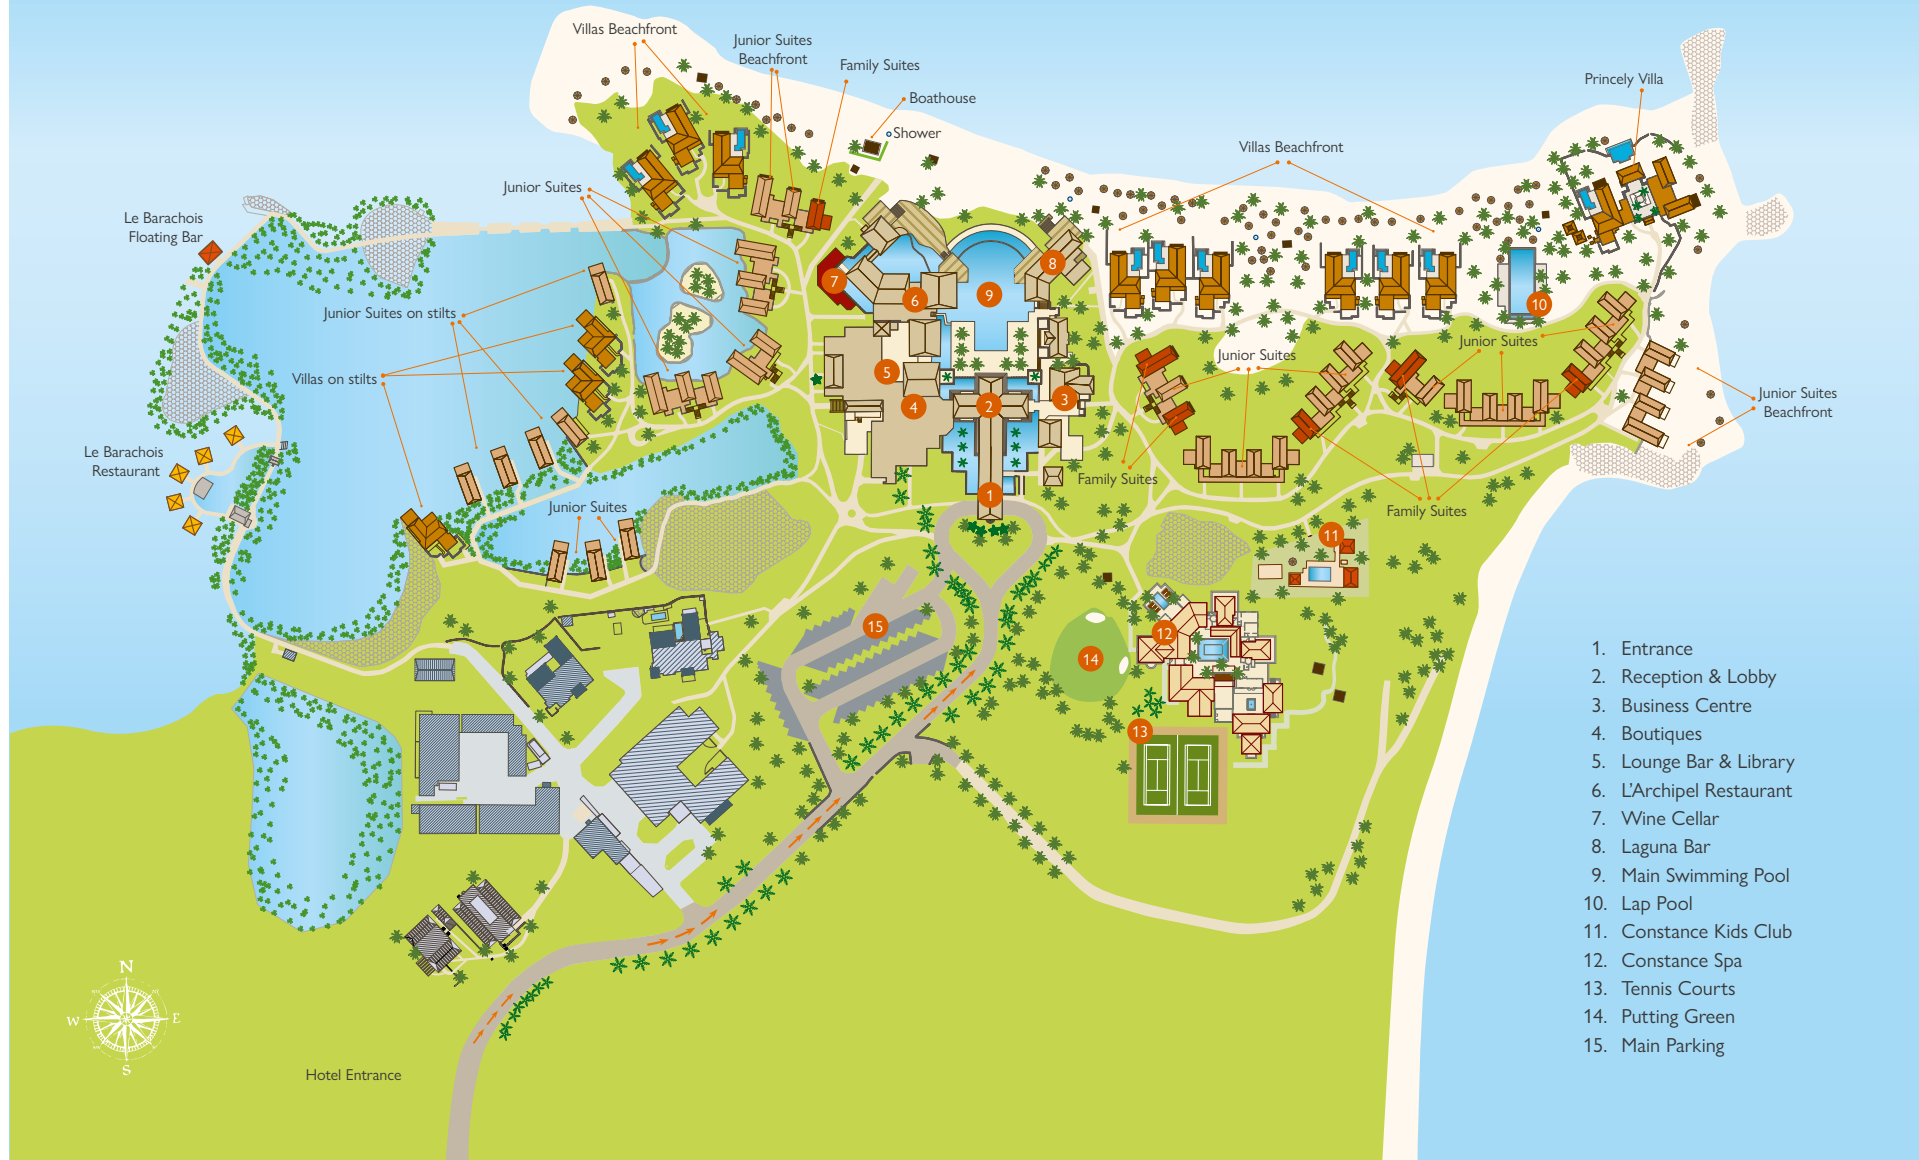 Villas Beachfront
Junior Suites
Beachfront
Family Suites
Boathouse
Shower
Princely Villa
Villas Beachfront
Junior Suites
Le Barachois
Floating Bar
Junior Suites on stilts
Villas on stilts
Le Barachois
Restaurant
Junior Suites
Junior Suites
Junior Suites
Junior Suites
Beachfront
Family Suites
Family Suites
7
6
9
8
10
5
4
2
3
1
11
15
14
12
13
1. Entrance
2. Reception & Lobby
3. Business Centre
4. Boutiques
5. Lounge Bar & Library
6. L'Archipel Restaurant
7. Wine Cellar
8. Laguna Bar
9. Main Swimming Pool
10. Lap Pool
11. Constance Kids Club
12. Constance Spa
13. Tennis Courts
14. Putting Green
15. Main Parking
N
W
E
S
Hotel Entrance